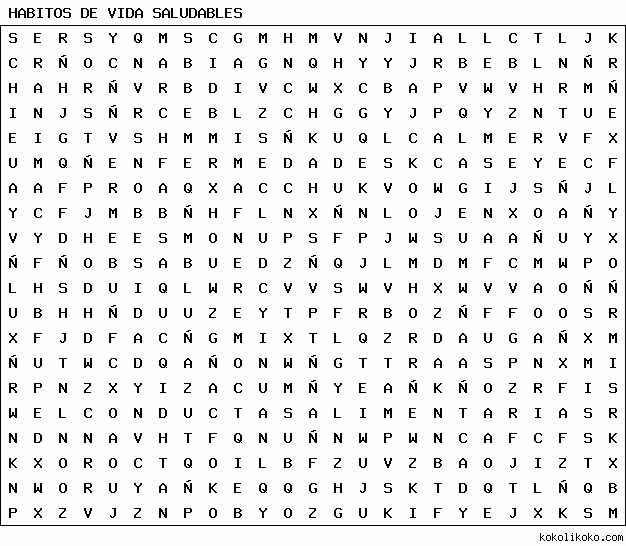 HABITOS DE VIDA SALUDABLES
S E R S Y Q M S C G M H M V N J I A L L C T L J K
C R Ñ O C N A B I A G N Q H Y Y J R B E B L N Ñ R
H A H R Ñ V R B D I V C W X C B A P V W V H R M Ñ
I N J S Ñ R C E B L Z C H G G Y J P Q Y Z N T U E
E I G T V S H M M I S Ñ K U Q L C A L M E R V F X
U M Q Ñ E N F E R M E D A D E S K C A S E Y E C F
A A F P R O A Q X A C C H U K V O W G I J S Ñ J L
Y C F J M B B Ñ H F L N X Ñ N L O J E N X O A Ñ Y
V Y D H E E S M O N U P S F P J W S U A A Ñ U Y X
Ñ F Ñ O B S A B U E D Z Ñ Q J L M D M F C M W P O
L H S D U I Q L W R C V V S W V H X W V V A O Ñ Ñ
U B H H Ñ D U U Z E Y T P F R B O Z Ñ F F O O S R
X F J D F A C Ñ G M I X T L Q Z R D A U G A Ñ X M
Ñ U T W C D Q A Ñ O N W Ñ G T T R A A S P N X M I
R P N Z X Y I Z A C U M Ñ Y E A Ñ K Ñ O Z R F I S
W E L C O N D U C T A S A L I M E N T A R I A S R
N D N N A V H T F Q N U Ñ N W P W N C A F C F S K
K X O R O C T Q O I L B F Z U V Z B A O J I Z T X
N W O R U Y A Ñ K E Q Q G H J S K T D Q T L Ñ Q B
P X Z V J Z N P O B Y O Z G U K I F Y E J X K S M
kokolikoko.com